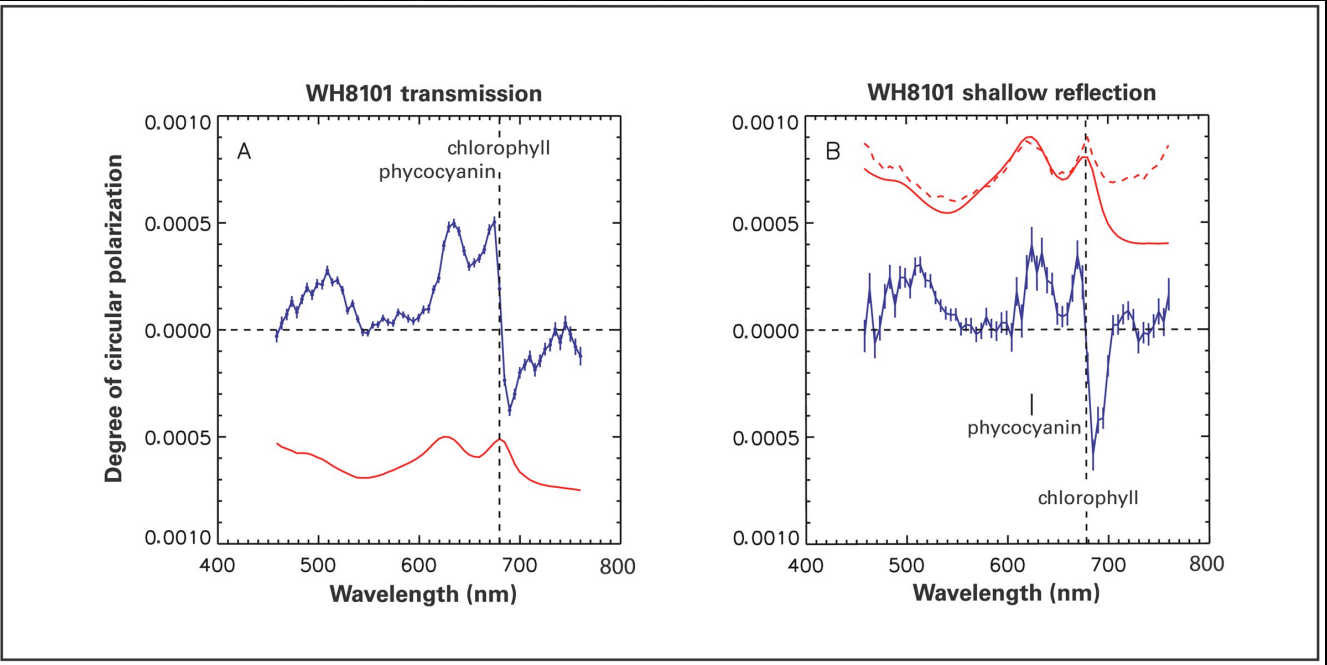 WH8101 transmission
A
chlorophyll
phycocyanin
0.0010
0.0005
0.0000
0.0005
0.0010
Degree of circular polarization
400 500 600 700 800
Wavelength (nm)
WH8101 shallow reflection
B
0.0010
0.0005
0.0000
0.0005
0.0010
phycocyanin
chlorophyll
400 500 600 700 800
Wavelength (nm)